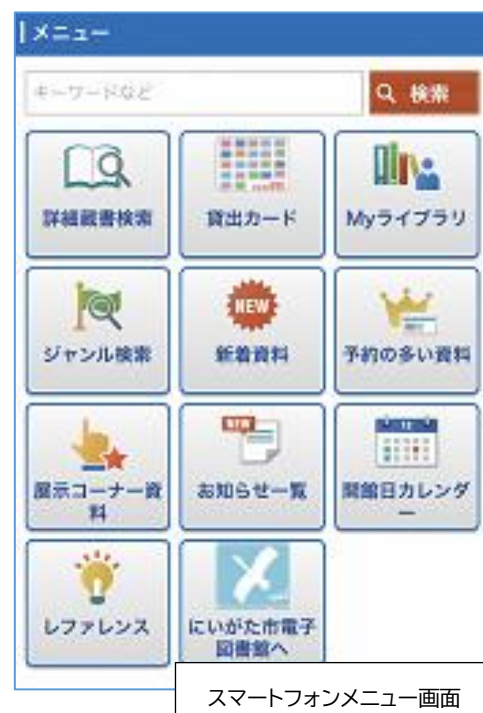 メニュー
キーワードなど
検索
詳細蔵書検索
貸出カード
Myライブラリ
ジャンル検索
NEW
新着資料
予約の多い資料
展示コーナー資
料
NEW
お知らせ一覧
開館日カレンダ
ー
レファレンス
にいがた市電子
図書館へ
スマートフォンメニュー画面